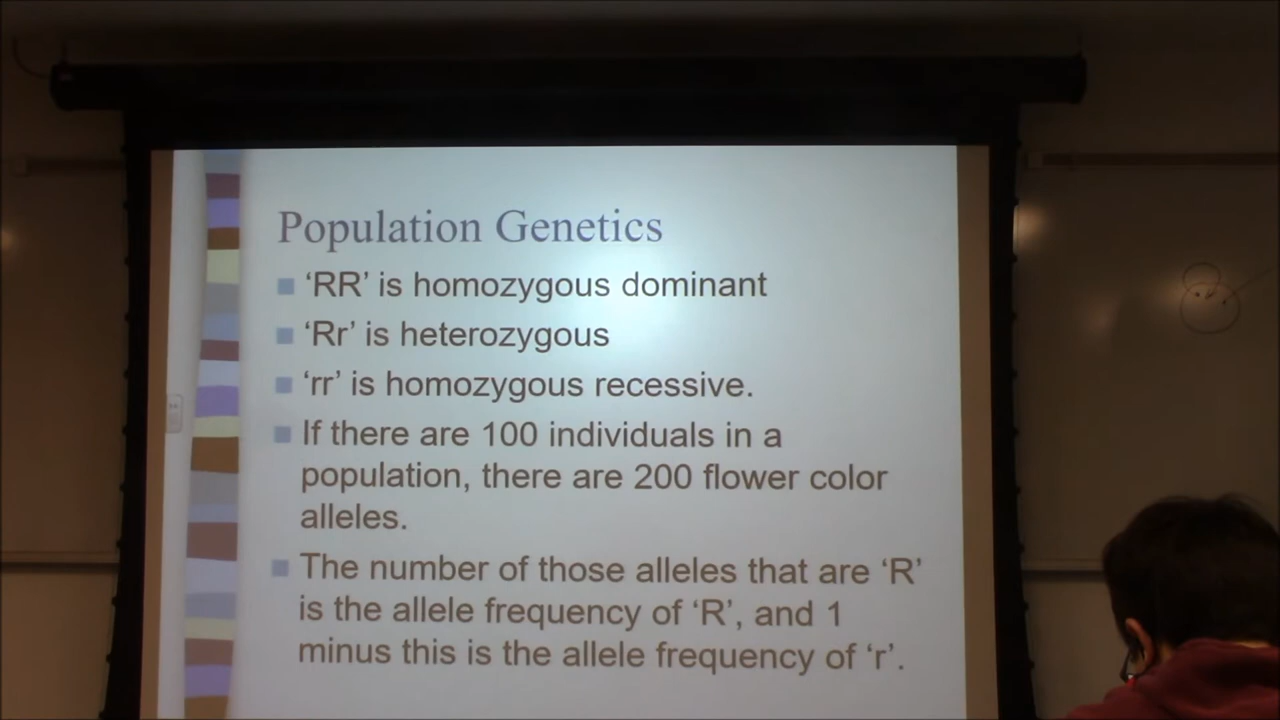 Population Genetics
‘RR’ is homozygous dominant
‘Rr’ is heterozygous
‘rr’ is homozygous recessive.
If there are 100 individuals in a
population, there are 200 flower color
alleles.
The number of those alleles that are ‘R’
is the allele frequency of ‘R’, and 1
minus this is the allele frequency of ‘r’.